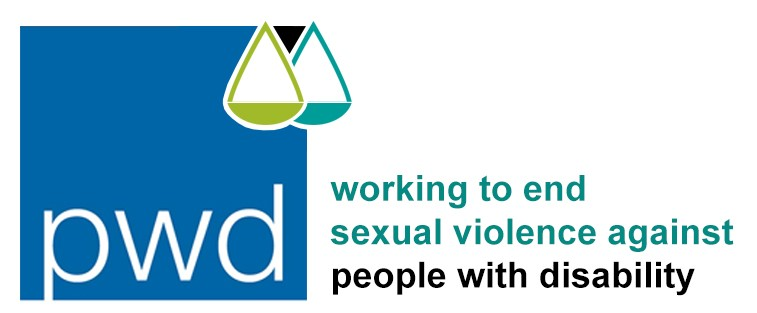 pwd
working to end
sexual violence against
people with disability